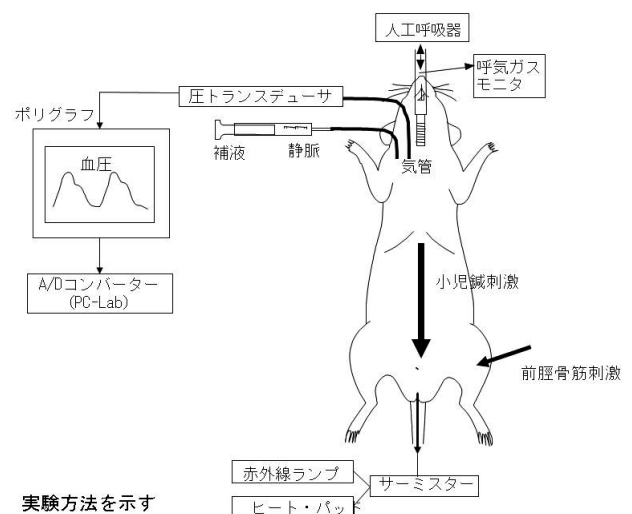 人工呼吸器
呼気ガス
モニタ
圧トランスデューサ
ポリグラフ
血圧
補液
静脈
気管
A/Dコンバーター
(PC-Lab)
小児鍼刺激
前脛骨筋刺激
赤外線ランプ
サーミスター
ヒート・パッド
実験方法を示す